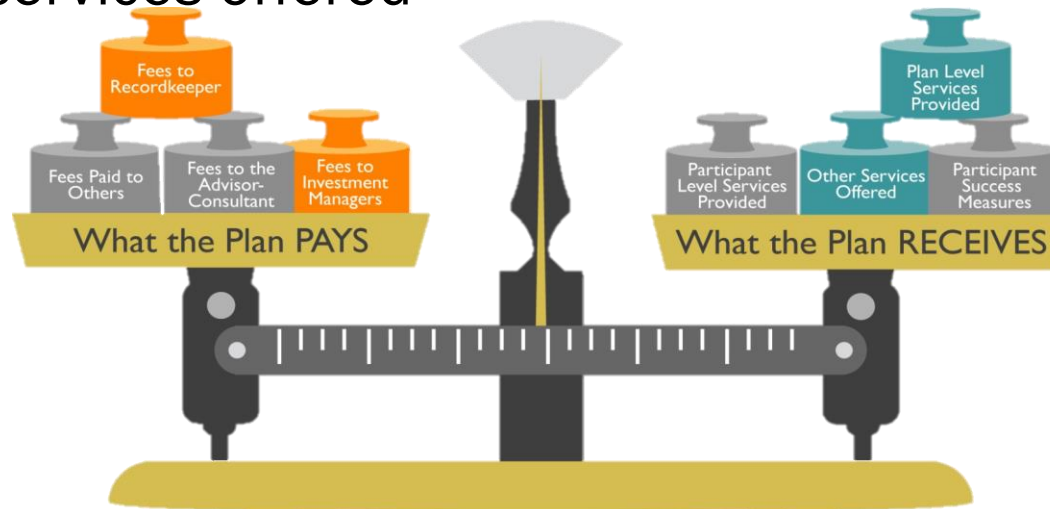 services offered
Fees to
Recordkeeper
Fees Paid to
Others
Fees to the
Advisor-
Consultant
Fees to
Investment
Managers
What the Plan PAYS
Plan Level
Services
Provided
Participant
Level Services
Provided
Other Services
Offered
Participant
Success
Measures
What the Plan RECEIVES